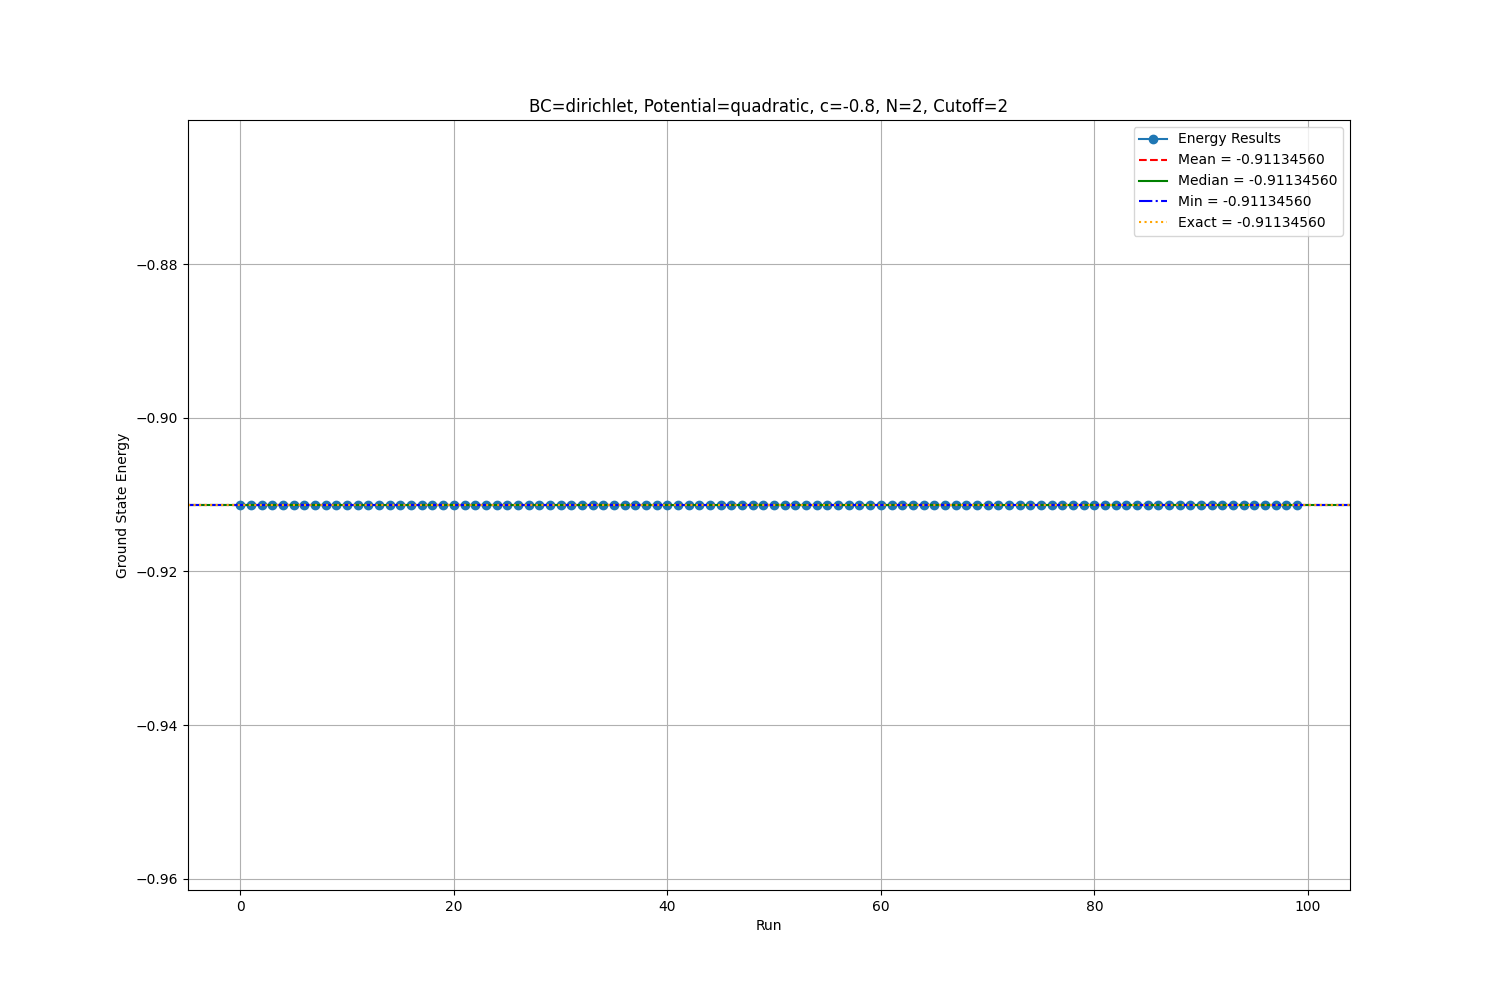 BC=dirichlet, Potential=quadratic, c=-0.8, N=2, Cutoff=2
Energy Results
Mean = -0.91134560
Median = -0.91134560
Min = -0.91134560
Exact = -0.91134560
−0.88
−0.90
−0.92
−0.94
−0.96
Ground State Energy
0 20 40 60 80 100
Run